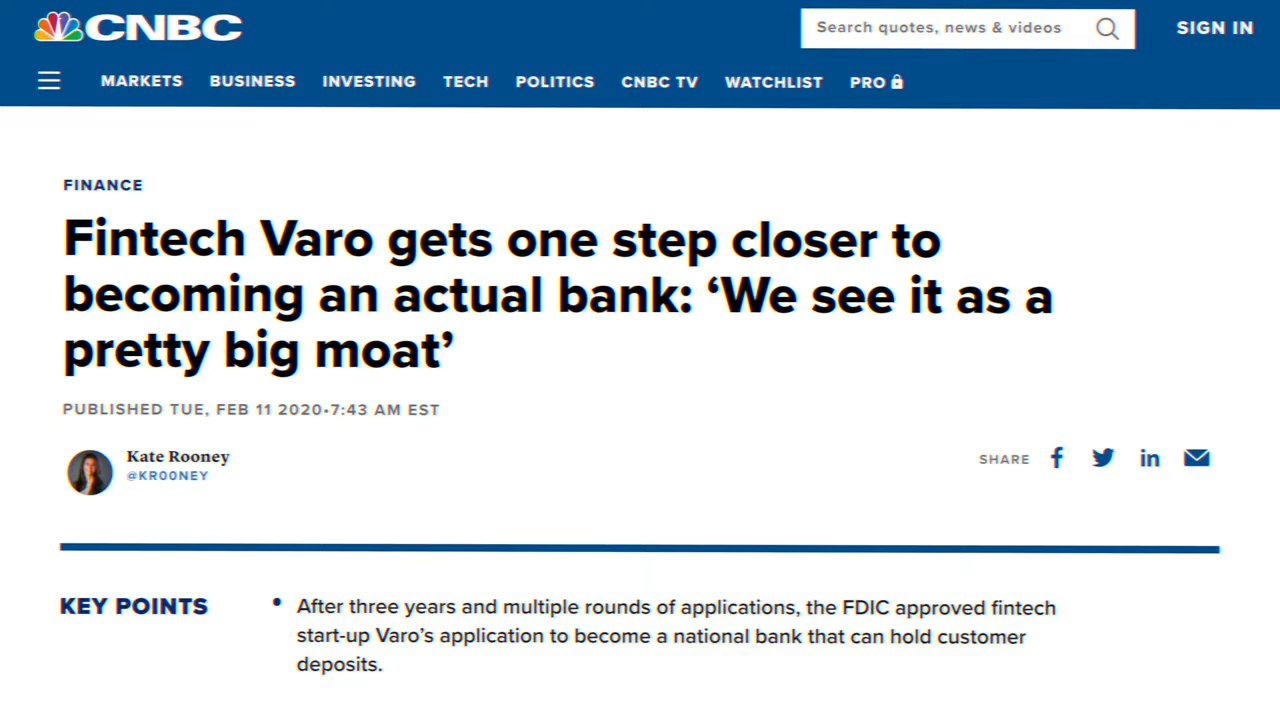 CNBC
Search quotes, news & videos
SIGN IN
MARKETS BUSINESS INVESTING TECH POLITICS CNBC TV WATCHLIST PRO
FINANCE
Fintech Varo gets one step closer to
becoming an actual bank: ‘We see it as a
pretty big moat’
PUBLISHED TUE, FEB 11 2020•7:43 AM EST
Kate Rooney
@KR00NEY
SHARE
KEY POINTS
• After three years and multiple rounds of applications, the FDIC approved fintech
start-up Varo’s application to become a national bank that can hold customer
deposits.